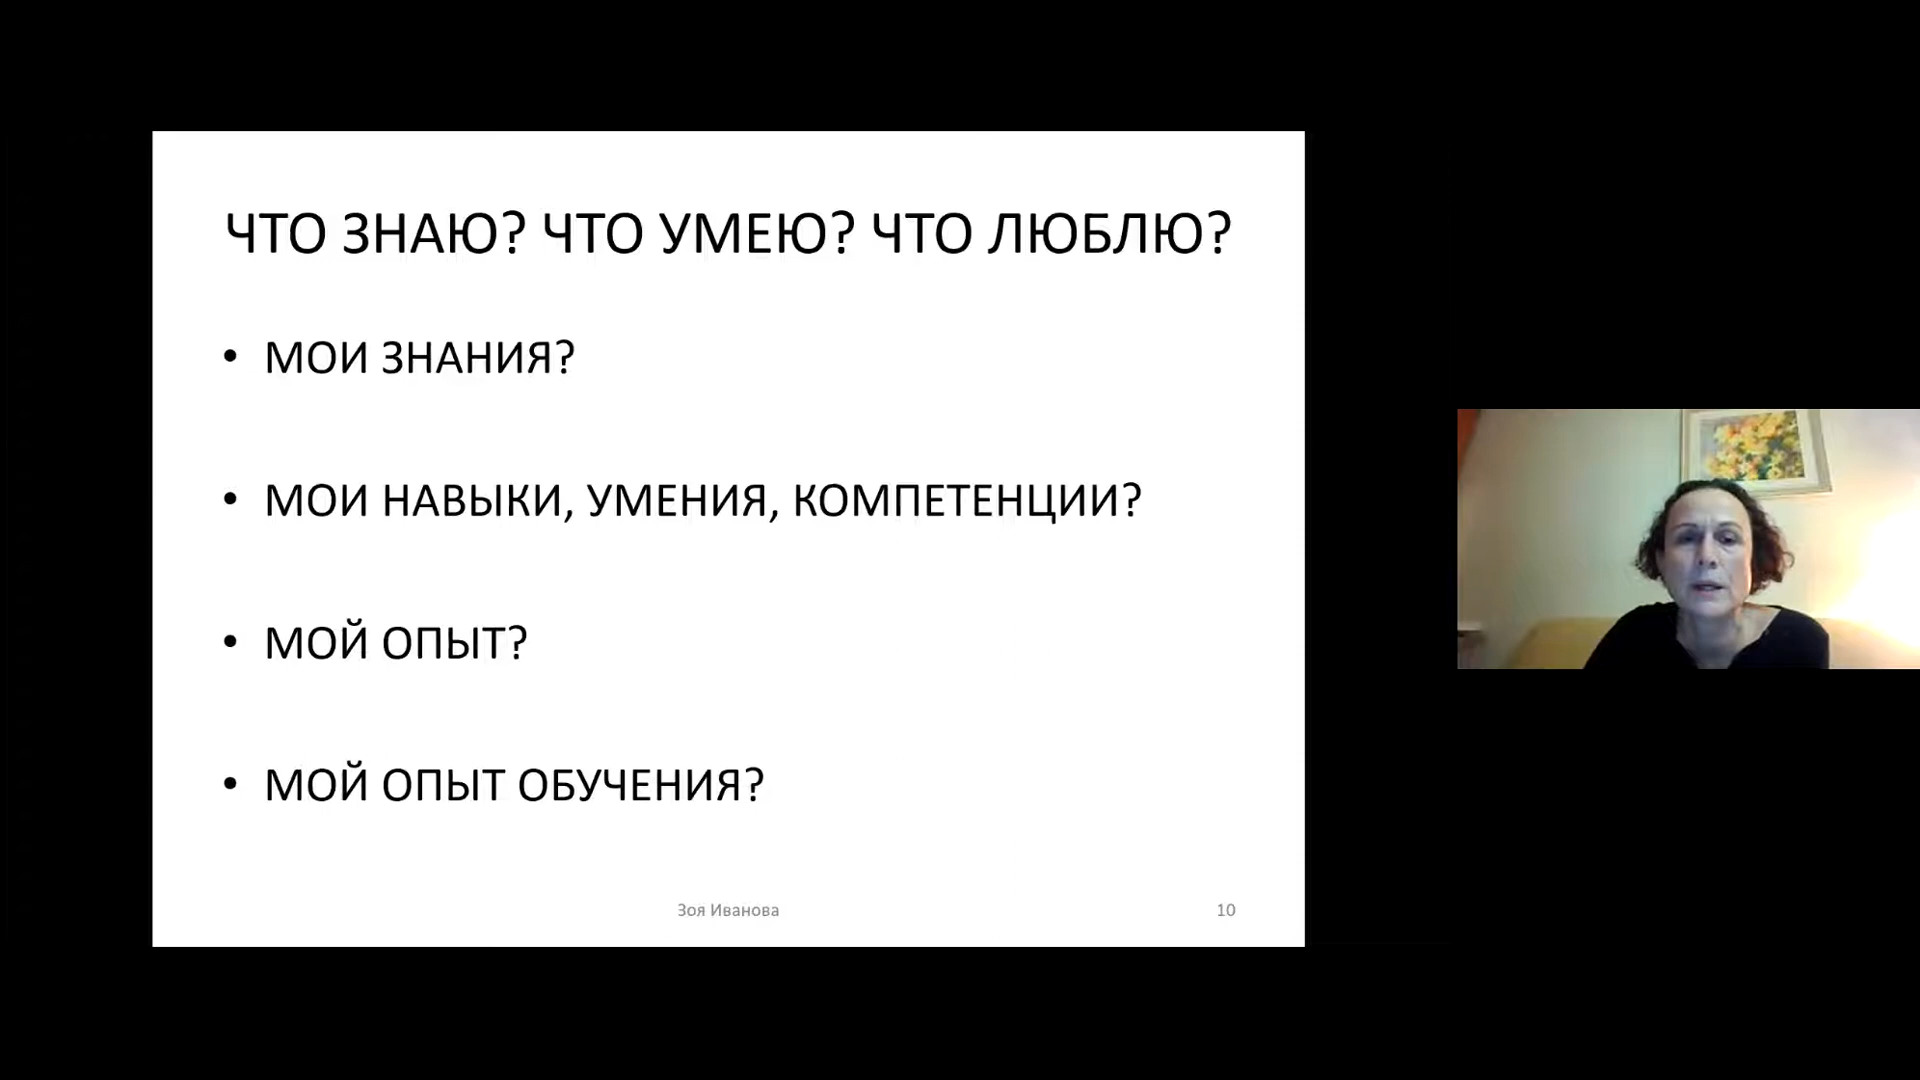 ЧТО ЗНАЮ? ЧТО УМЕЮ? ЧТО ЛЮБЛЮ?
• МОИ ЗНАНИЯ?
• МОИ НАВЫКИ, УМЕНИЯ, КОМПЕТЕНЦИИ?
• МОЙ ОПЫТ?
• МОЙ ОПЫТ ОБУЧЕНИЯ?
Зоя Иванова
10